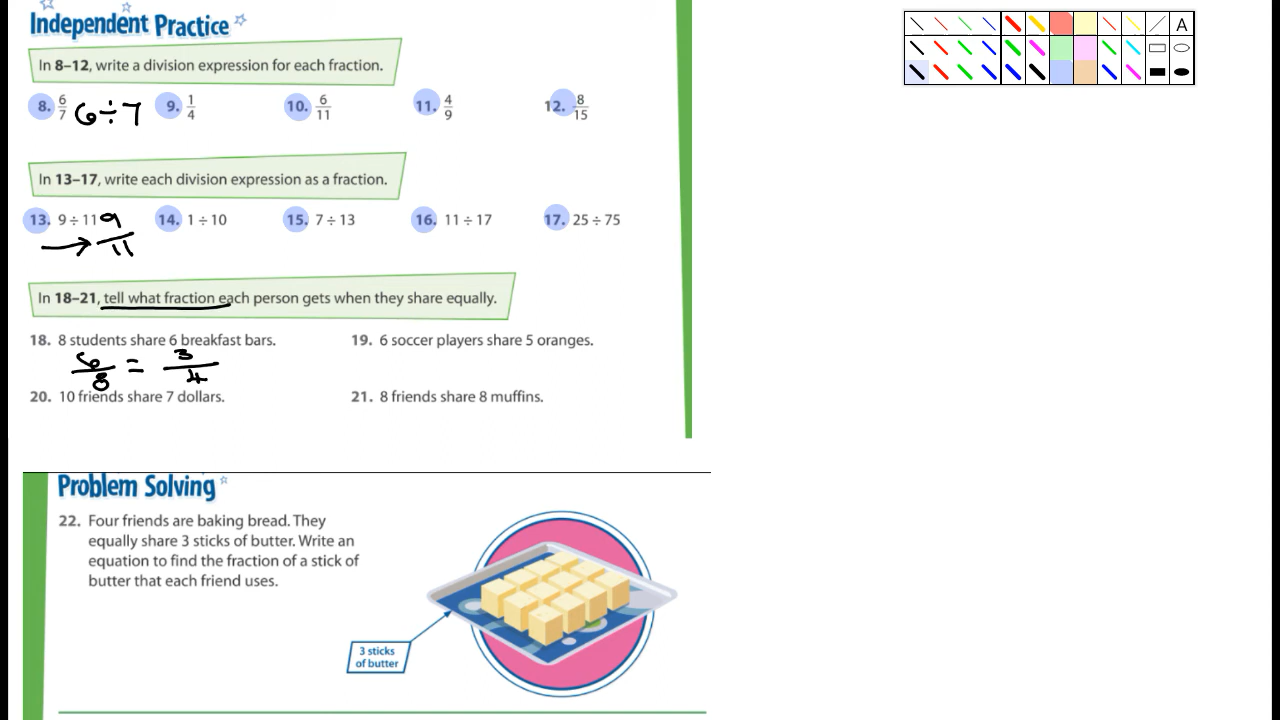 Independent Practice
In 8–12, write a division expression for each fraction.
8. 6/7 6÷7 9. 1/4 10. 6/11 11. 4/9 12. 8/15
In 13–17, write each division expression as a fraction.
13. 9 ÷ 11 14. 1 ÷ 10 15. 7 ÷ 13 16. 11 ÷ 17 17. 25 ÷ 75
→ 9/11
In 18–21, tell what fraction each person gets when they share equally.
18. 8 students share 6 breakfast bars. 19. 6 soccer players share 5 oranges.
6/8 = 3/4
20. 10 friends share 7 dollars. 21. 8 friends share 8 muffins.
Problem Solving
22. Four friends are baking bread. They
equally share 3 sticks of butter. Write an
equation to find the fraction of a stick of
butter that each friend uses.
3 sticks
of butter
A